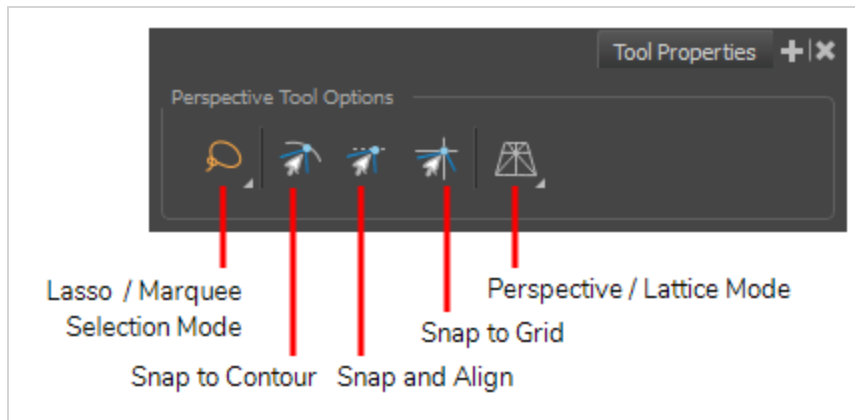 Tool Properties
Perspective Tool Options
Lasso / Marquee
Selection Mode
Snap to Contour
Snap and Align
Snap to Grid
Perspective / Lattice Mode